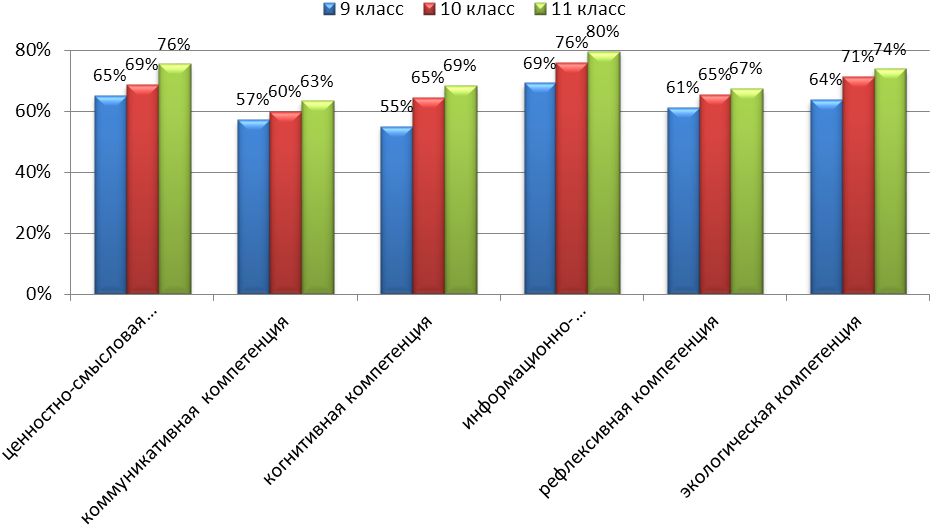 9 класс 10 класс 11 класс
80%
60%
40%
20%
0%
65% 69% 76%
57% 60% 63%
55% 65% 69%
69% 76% 80%
61% 65% 67%
64% 71% 74%
ценностно-смысловая...
коммуникативная компетенция
когнитивная компетенция
информационно-...
рефлексивная компетенция
экологическая компетенция